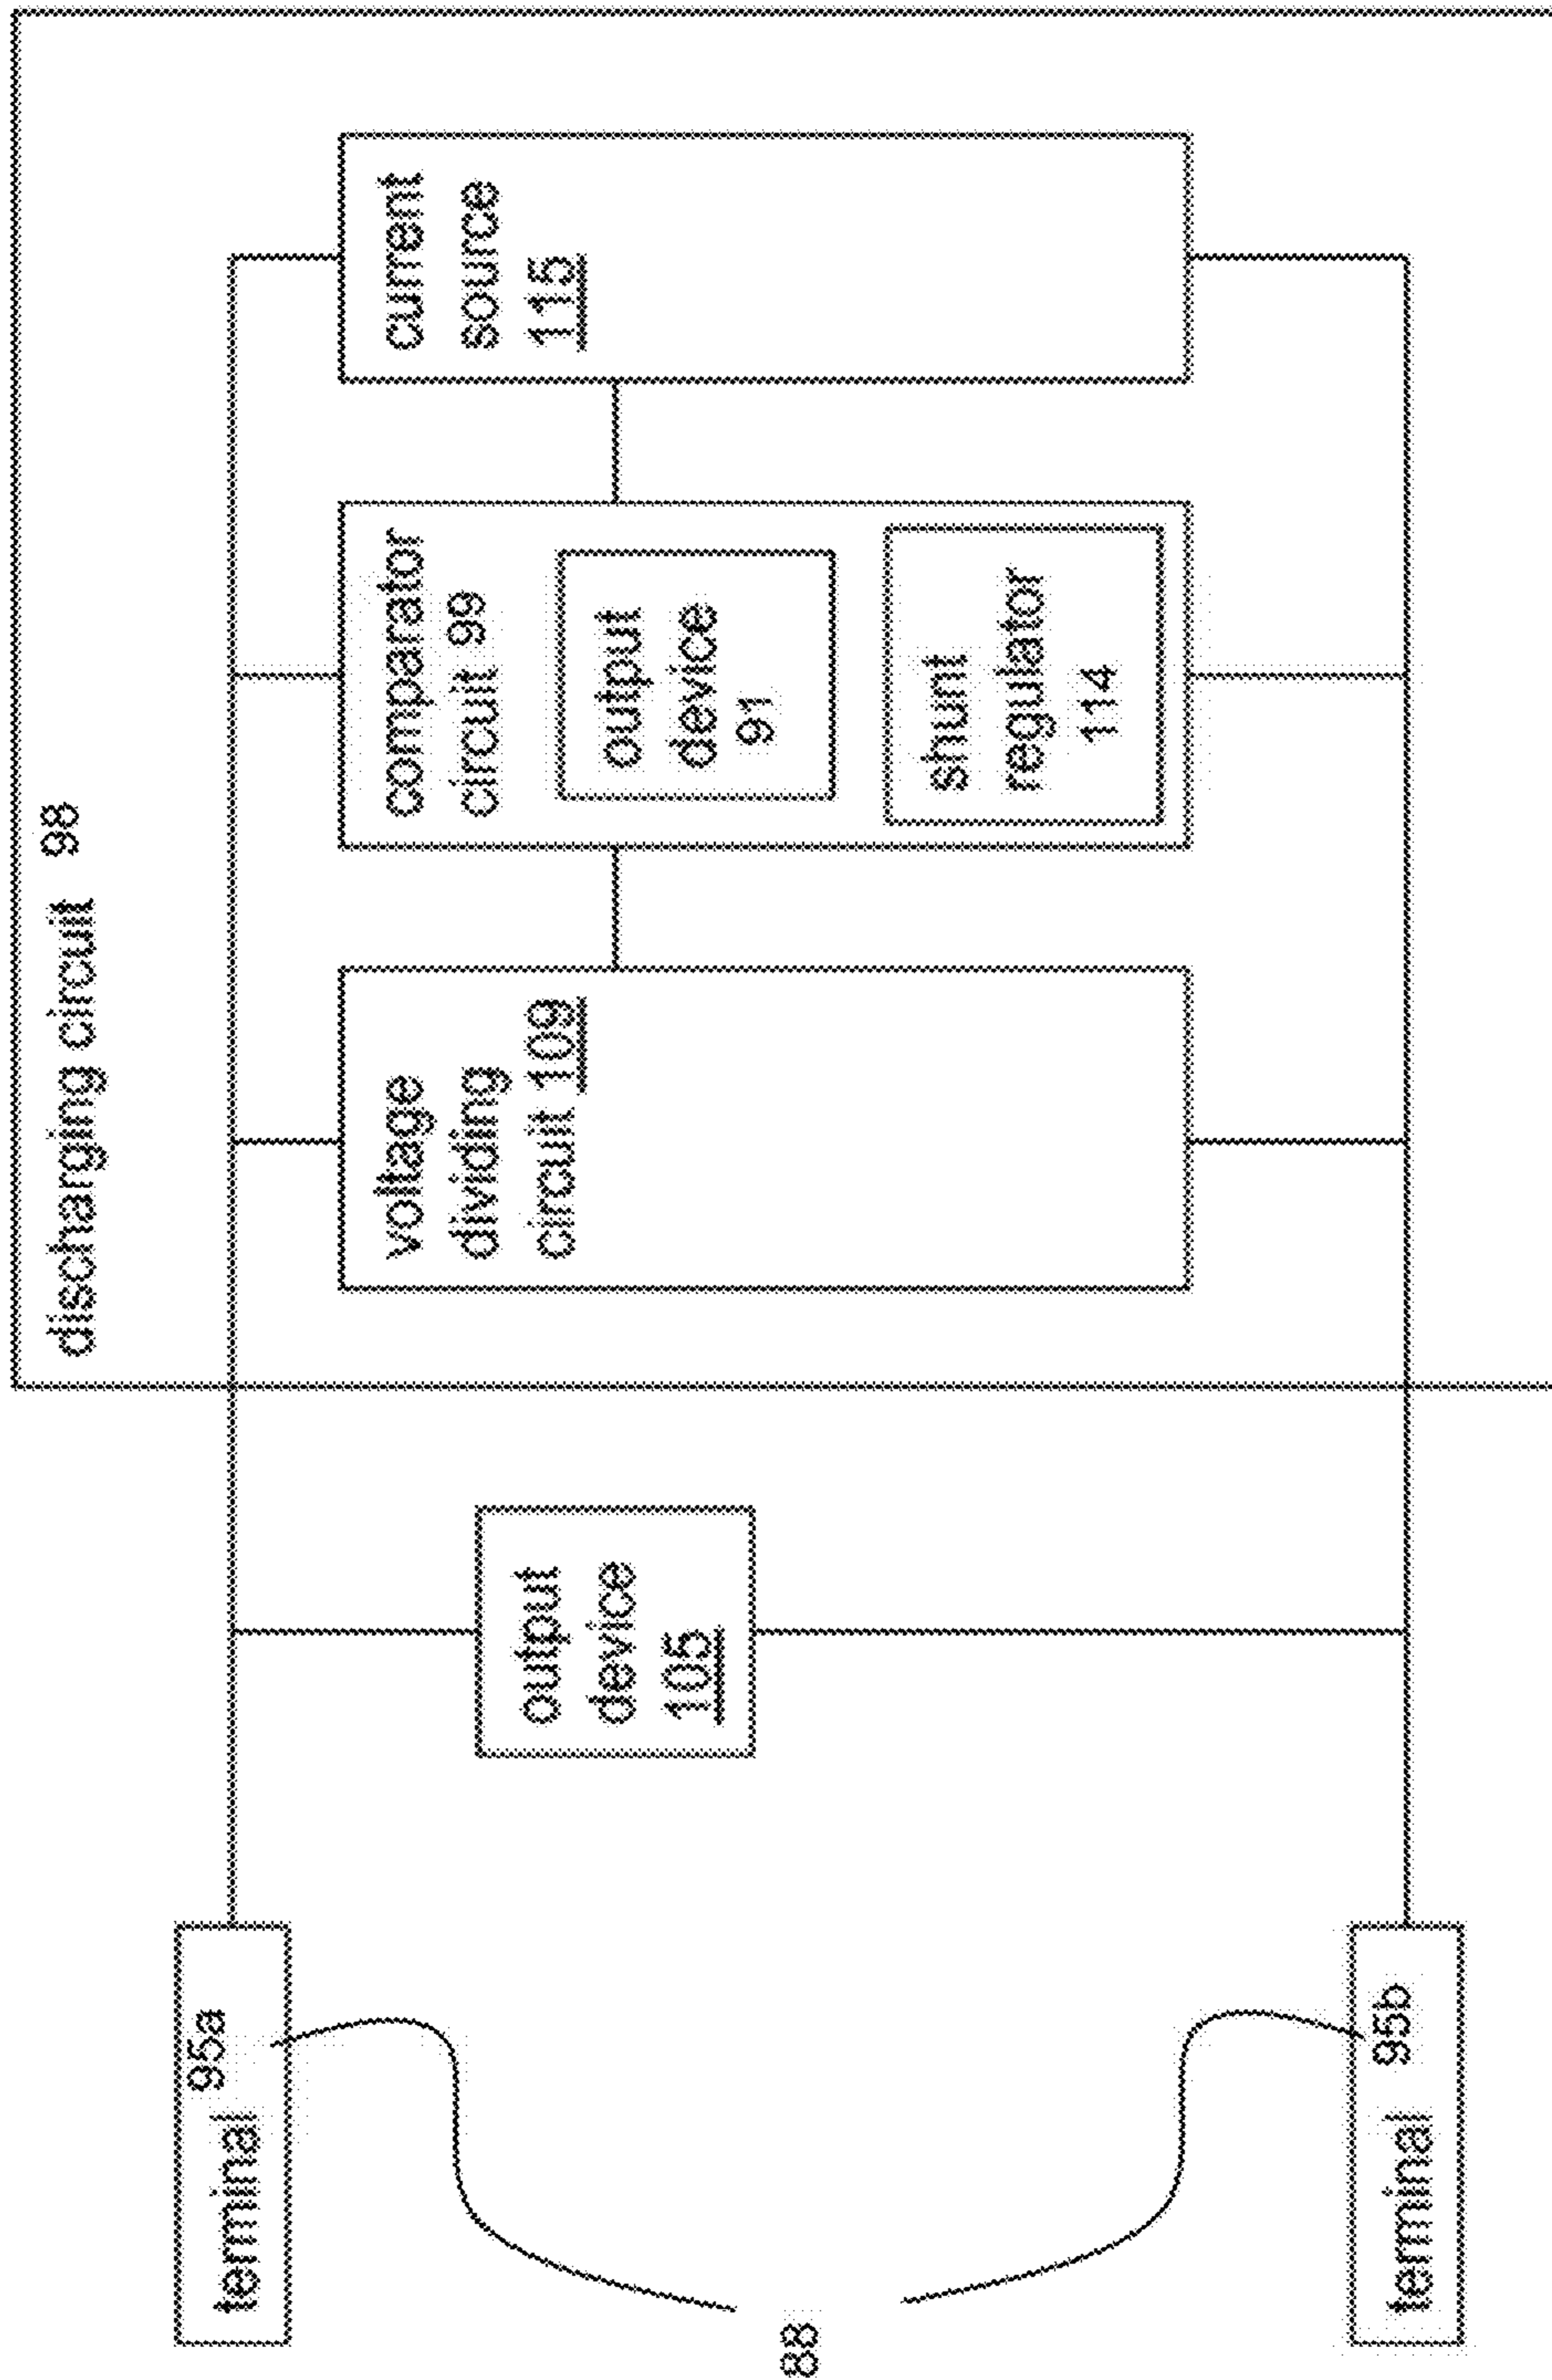 discharging circuit 98
terminal 95a
output
device
105
voltage
dividing
circuit 109
comparator
circuit 99
output
device
91
shunt
regulator
114
current
source
115
88
terminal 95b